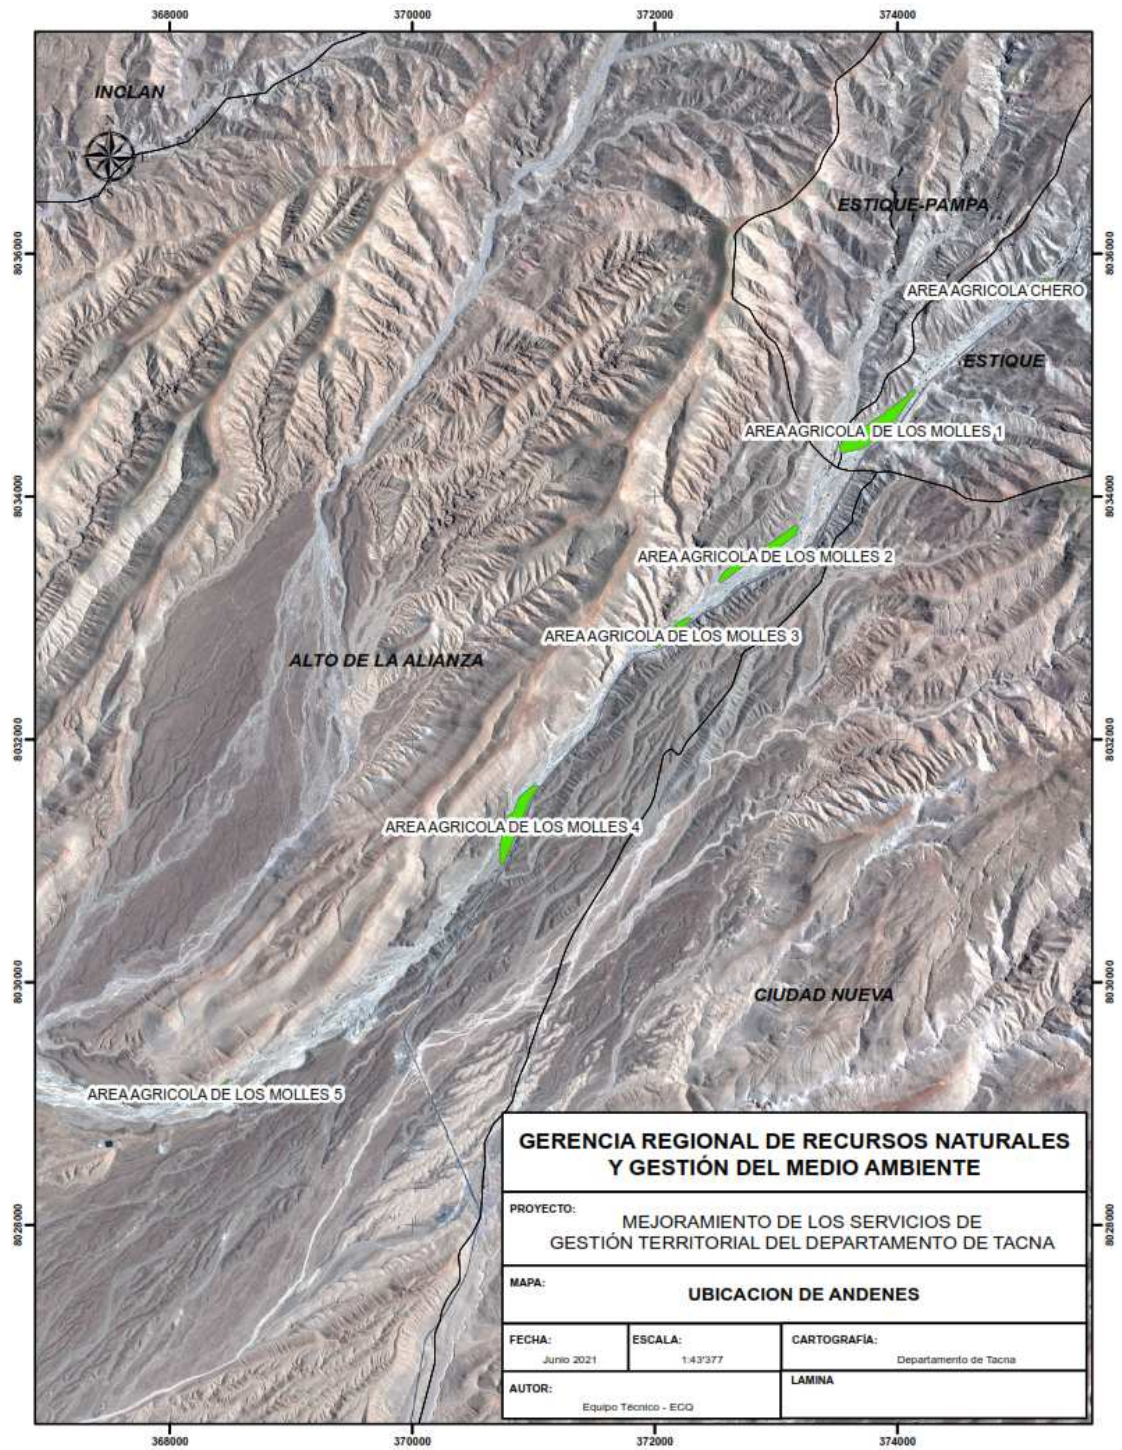 368000 370000 372000 374000
INCLAN
N
ESTIQUE-PAMPA
8036000 8036000
AREA AGRICOLA CHERO
ESTIQUE
AREA AGRICOLA DE LOS MOLLES 1
8034000 8034000
AREA AGRICOLA DE LOS MOLLES 2
AREA AGRICOLA DE LOS MOLLES 3
ALTO DE LA ALIANZA
8032000 8032000
AREA AGRICOLA DE LOS MOLLES 4
8030000 8030000
CIUDAD NUEVA
AREA AGRICOLA DE LOS MOLLES 5
GERENCIA REGIONAL DE RECURSOS NATURALES
Y GESTIÓN DEL MEDIO AMBIENTE
PROYECTO:
MEJORAMIENTO DE LOS SERVICIOS DE
GESTIÓN TERRITORIAL DEL DEPARTAMENTO DE TACNA
8028000 8028000
MAPA:
UBICACION DE ANDENES
FECHA: ESCALA: CARTOGRAFÍA:
Junio 2021 1:43'377 Departamento de Tacna
AUTOR: LAMINA
Equipo Técnico - ECQ
368000 370000 372000 374000